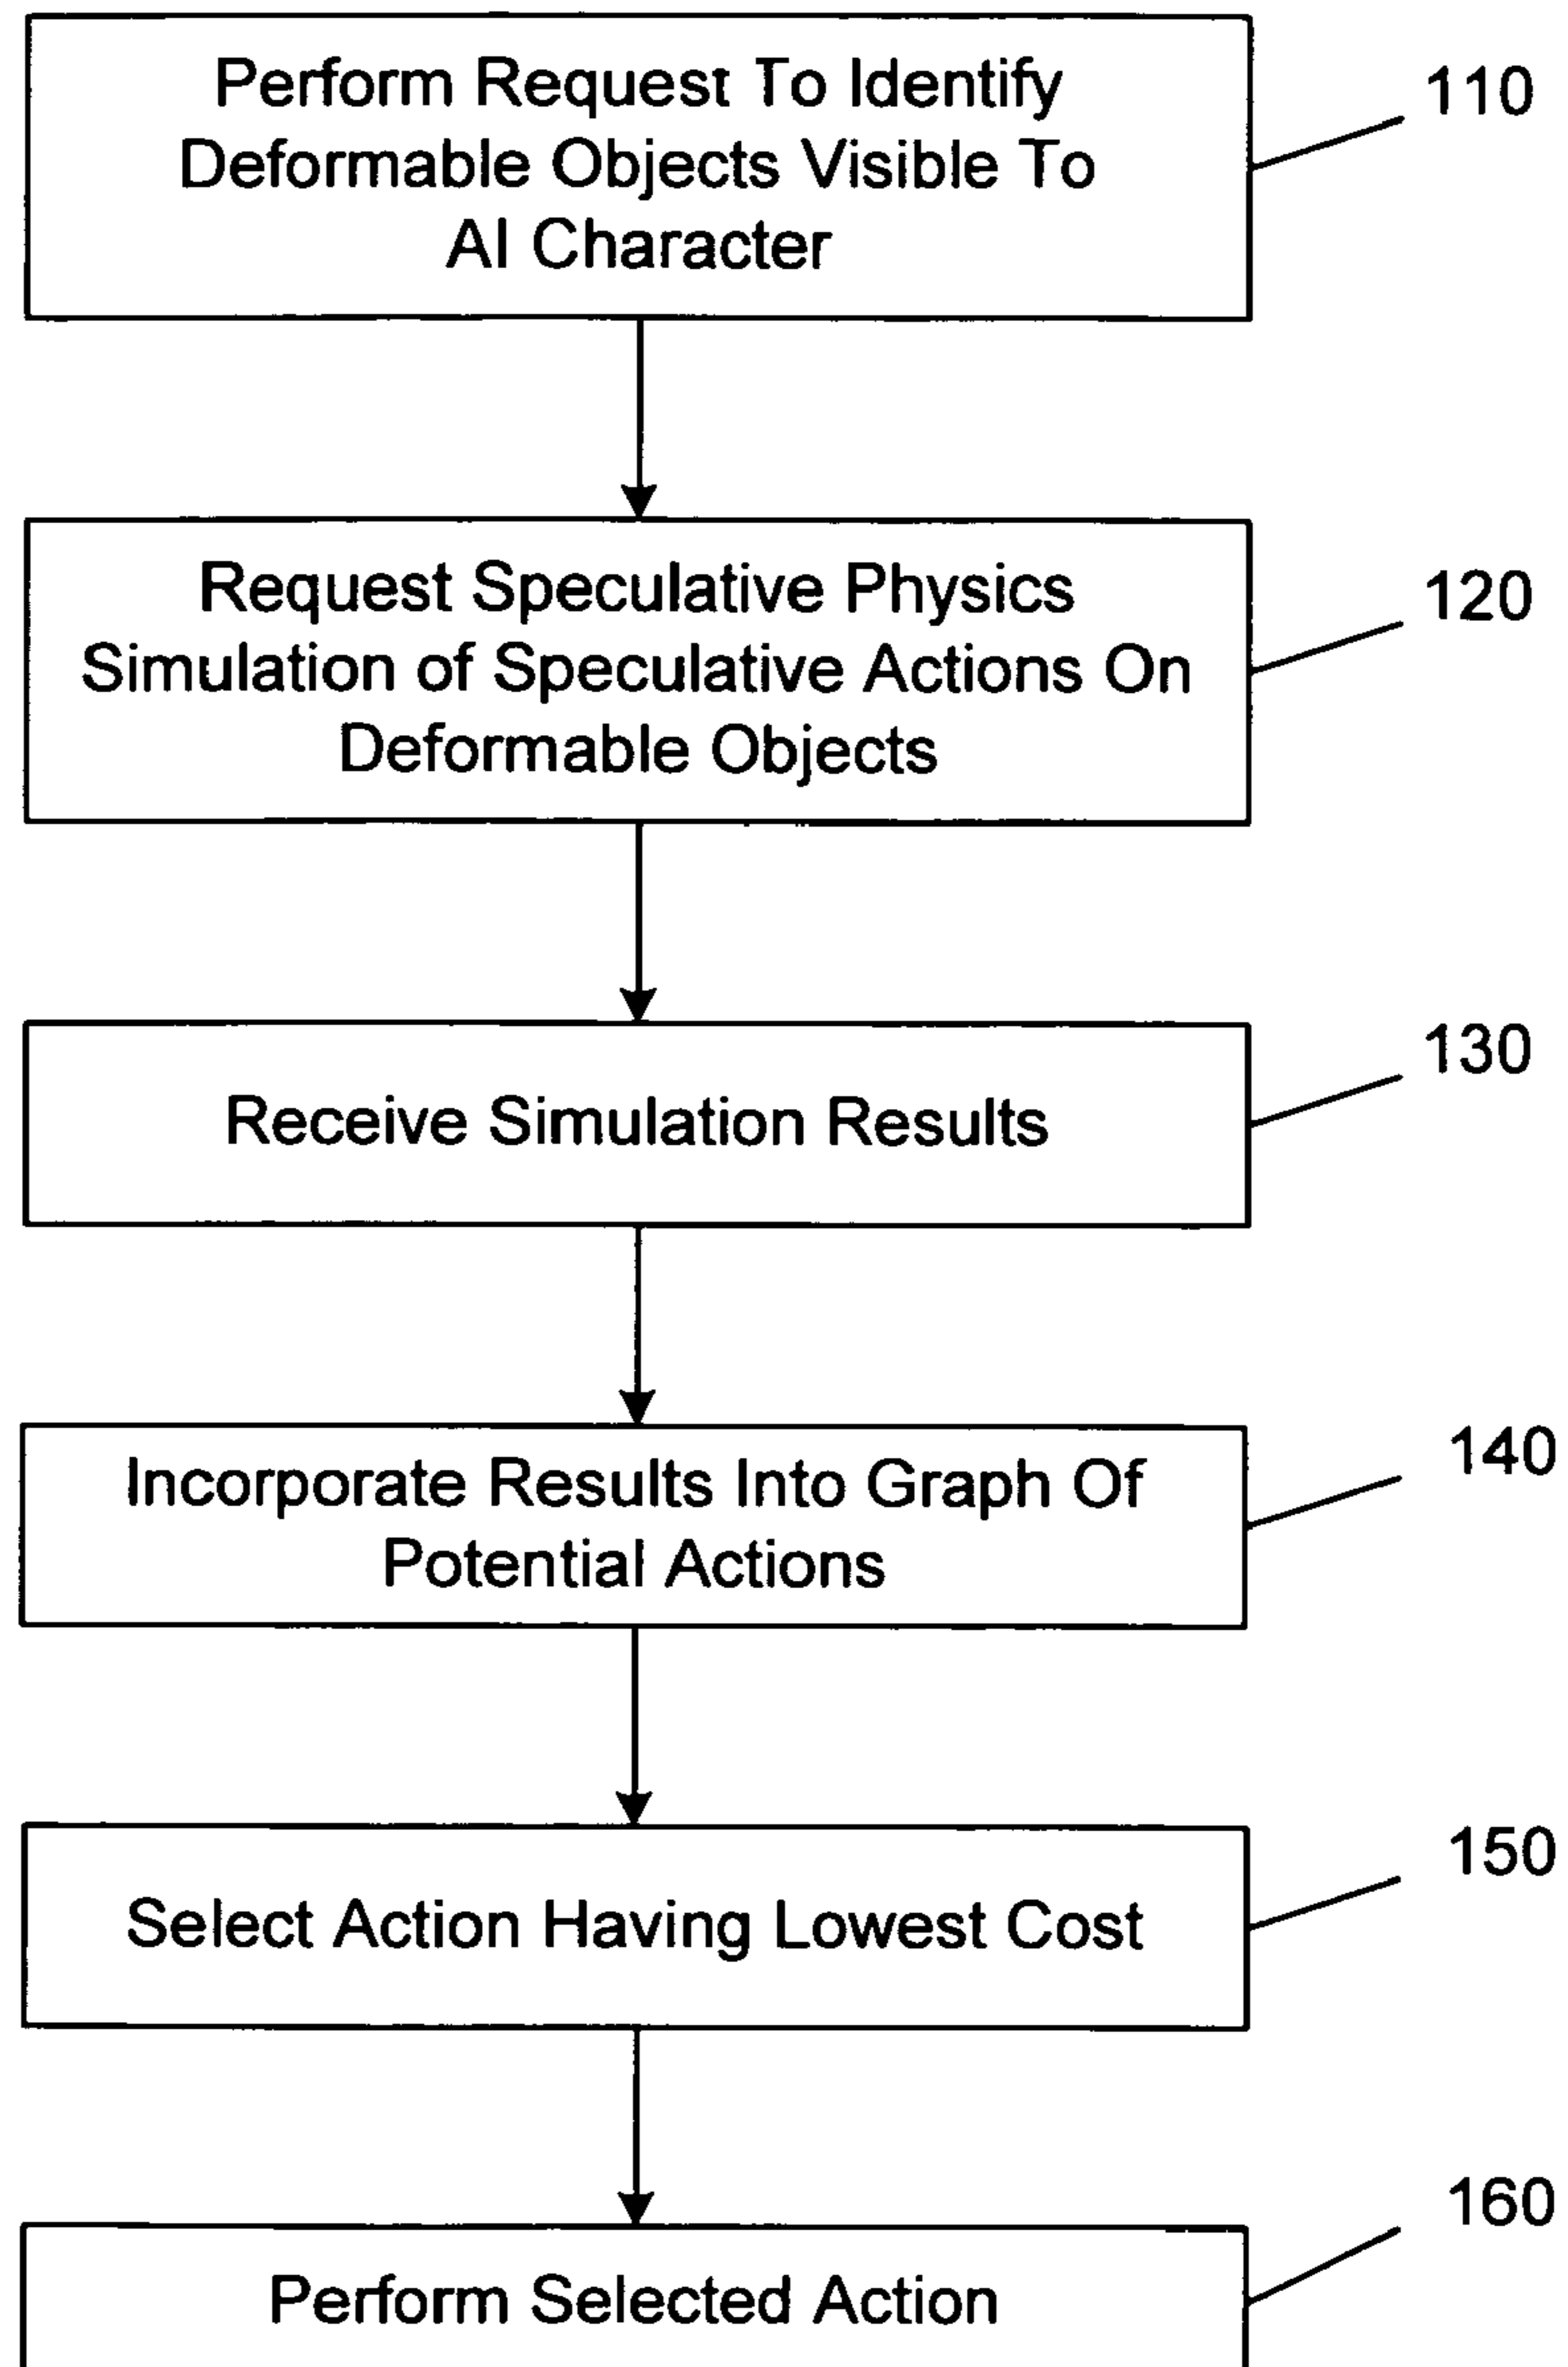 Perform Request To Identify
Deformable Objects Visible To
AI Character
110
Request Speculative Physics
Simulation of Speculative Actions On
Deformable Objects
120
Receive Simulation Results
130
Incorporate Results Into Graph Of
Potential Actions
140
Select Action Having Lowest Cost
150
Perform Selected Action
160